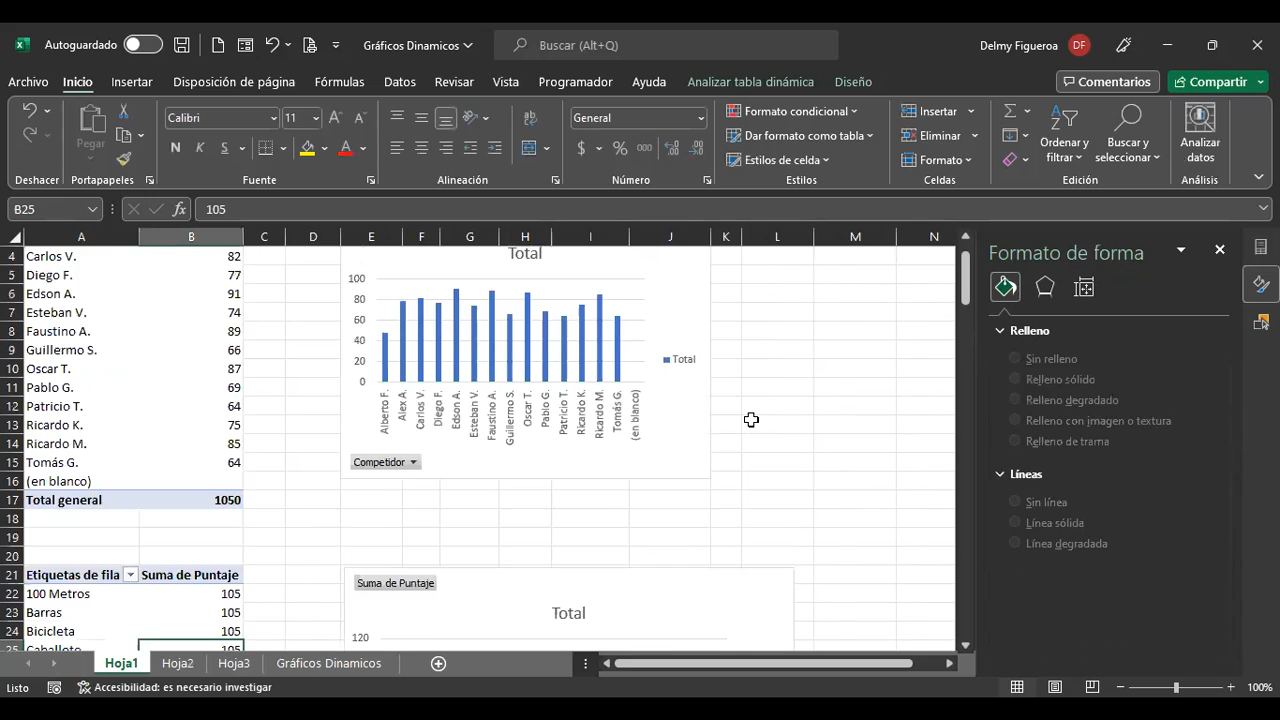 Autoguardado
Gráficos Dinamicos
Buscar (Alt+Q)
Delmy Figueroa
DF
Archivo Inicio Insertar Disposición de página Fórmulas Datos Revisar Vista Programador Ayuda Analizar tabla dinámica Diseño
Comentarios
Compartir
Pegar
Deshacer
Portapapeles
Calibri 11
N K S
Fuente
ab
Alineación
General
$ % 000
Número
Formato condicional
Dar formato como tabla
Estilos de celda
Estilos
Insertar
Eliminar
Formato
Celdas
Ordenar y filtrar
Buscar y seleccionar
Edición
Analizar datos
Análisis
B25
105
A B C D E F G H I J K L M N
4 Carlos V. 82
5 Diego F. 77
6 Edson A. 91
7 Esteban V. 74
8 Faustino A. 89
9 Guillermo S. 66
10 Oscar T. 87
11 Pablo G. 69
12 Patricio T. 64
13 Ricardo K. 75
14 Ricardo M. 85
15 Tomás G. 64
16 (en blanco)
17 Total general 1050
18
19
20
21 Etiquetas de fila Suma de Puntaje
22 100 Metros 105
23 Barras 105
24 Bicicleta 105
25 Caballete 105
Total
100
80
60
40
20
0
Alberto F.
Alex A.
Carlos V.
Diego F.
Edson A.
Esteban V.
Faustino A.
Guillermo S.
Oscar T.
Pablo G.
Patricio T.
Ricardo K.
Ricardo M.
Tomás G.
(en blanco)
Total
Competidor
Suma de Puntaje
Total
120
Formato de forma
Relleno
Sin relleno
Relleno sólido
Relleno degradado
Relleno con imagen o textura
Relleno de trama
Líneas
Sin línea
Línea sólida
Línea degradada
Hoja1 Hoja2 Hoja3 Gráficos Dinamicos
Listo
Accesibilidad: es necesario investigar
100%